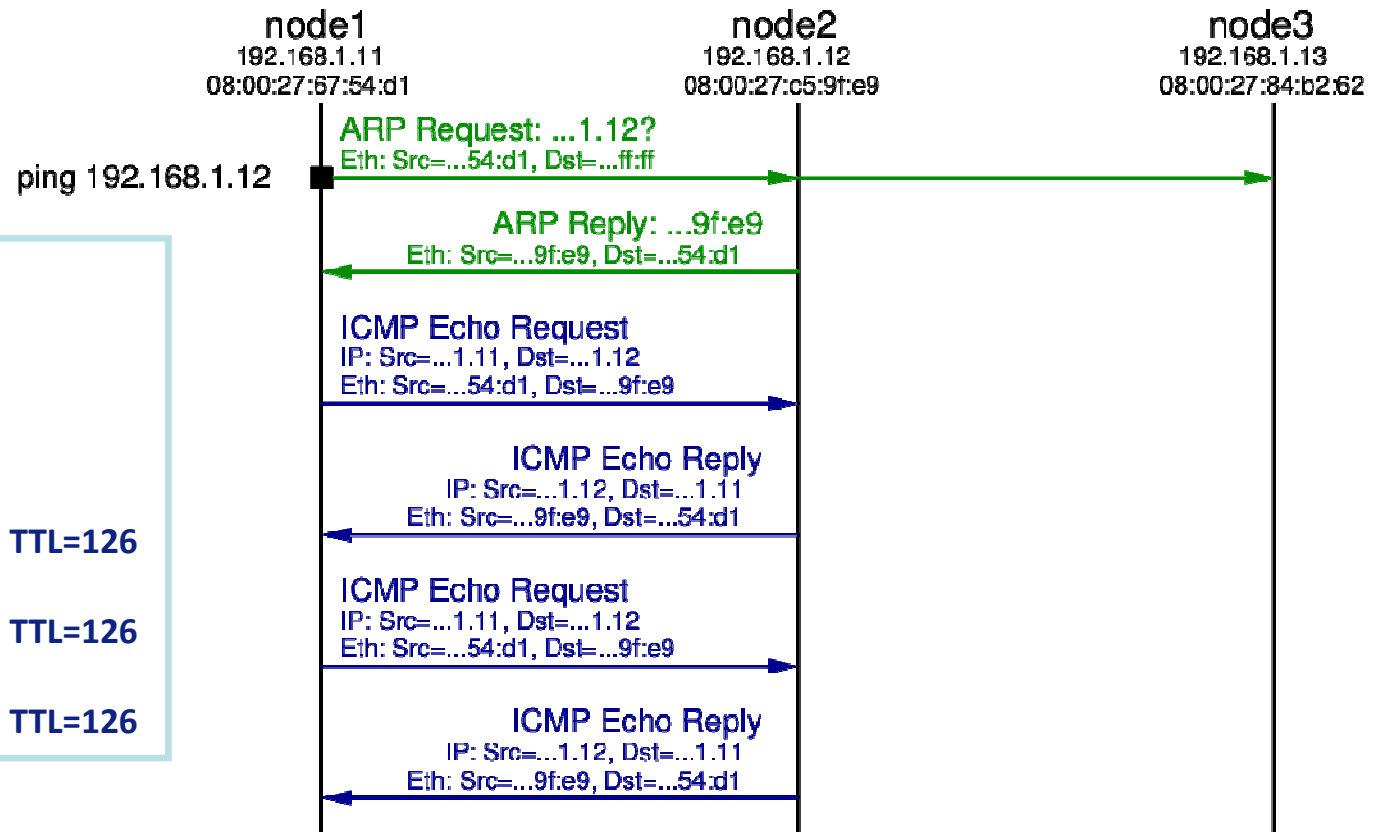 node1
192.168.1.11
08:00:27:67:54:d1
node2
192.168.1.12
08:00:27:c5:9f:e9
node3
192.168.1.13
08:00:27:84:b2:62
ping 192.168.1.12
ARP Request: ...1.12?
Eth: Src=...54:d1, Dst=...ff:ff
ARP Reply: ...9f:e9
Eth: Src=...9f:e9, Dst=...54:d1
ICMP Echo Request
IP: Src=...1.11, Dst=...1.12
Eth: Src=...54:d1, Dst=...9f:e9
ICMP Echo Reply
IP: Src=...1.12, Dst=...1.11
Eth: Src=...9f:e9, Dst=...54:d1
TTL=126
ICMP Echo Request
IP: Src=...1.11, Dst=...1.12
Eth: Src=...54:d1, Dst=...9f:e9
TTL=126
ICMP Echo Reply
IP: Src=...1.12, Dst=...1.11
Eth: Src=...9f:e9, Dst=...54:d1
TTL=126